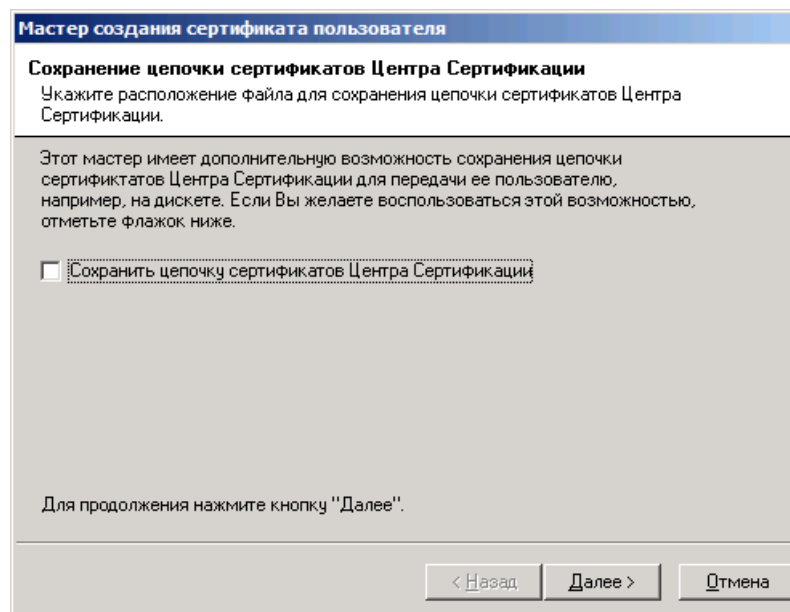 Мастер создания сертификата пользователя
Сохранение цепочки сертификатов Центра Сертификации
Укажите расположение файла для сохранения цепочки сертификатов Центра
Сертификации.
Этот мастер имеет дополнительную возможность сохранения цепочки
сертификтатов Центра Сертификации для передачи ее пользователю,
например, на дискете. Если Вы желаете воспользоваться этой возможностью,
отметьте флажок ниже.
Сохранить цепочку сертификатов Центра Сертификации
Для продолжения нажмите кнопку "Далее".
< Назад Далее > Отмена